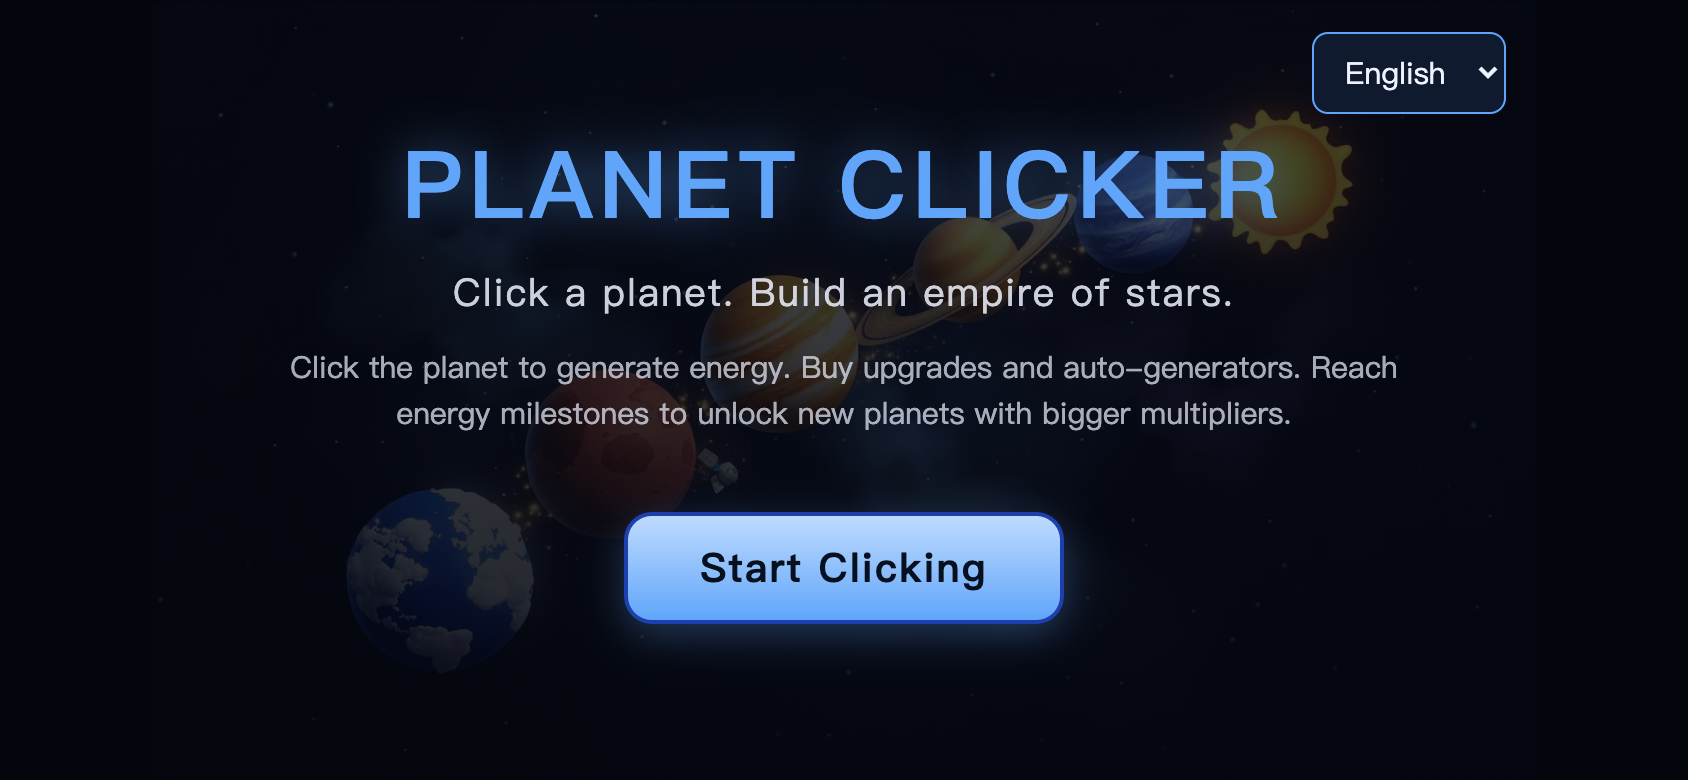 English
PLANET CLICKER
Click a planet. Build an empire of stars.
Click the planet to generate energy. Buy upgrades and auto-generators. Reach
energy milestones to unlock new planets with bigger multipliers.
Start Clicking